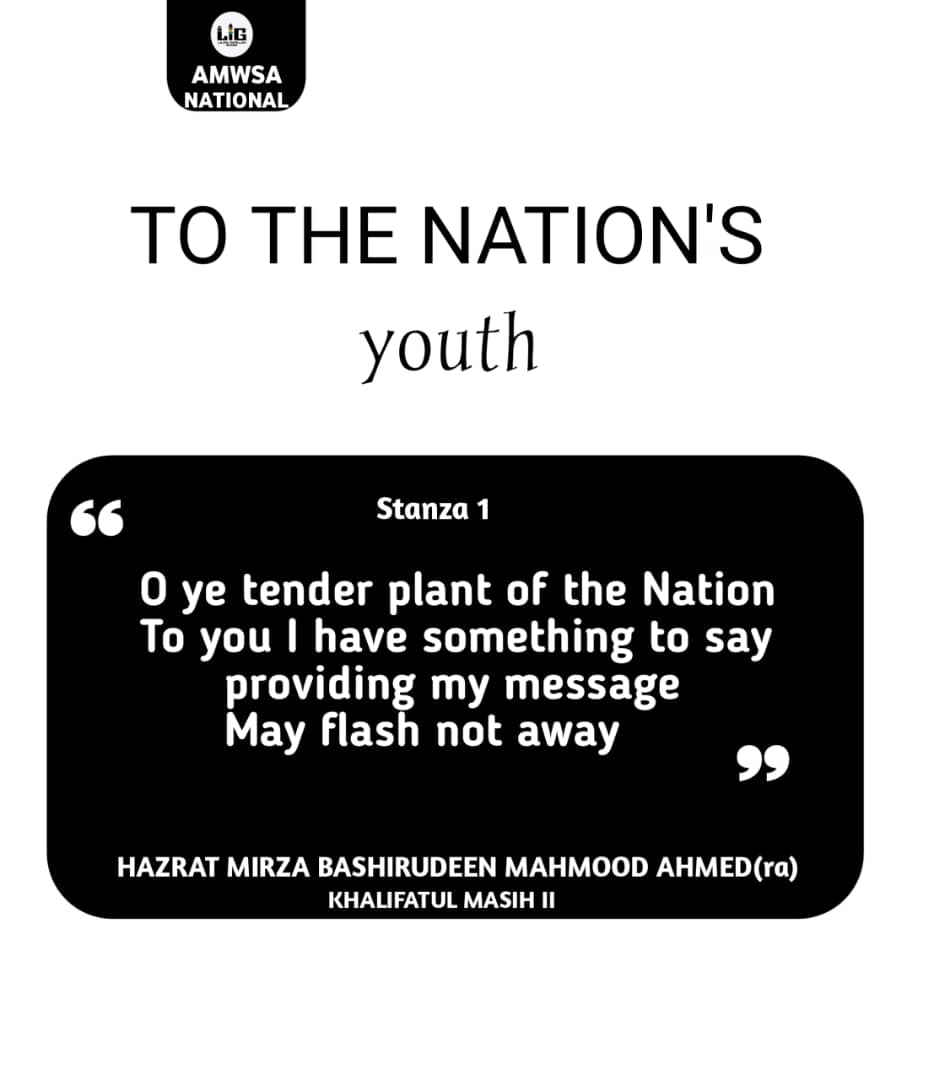 LiG
AMWSA
NATIONAL
TO THE NATION'S
youth
“
Stanza 1
O ye tender plant of the Nation
To you I have something to say
providing my message
May flash not away
”
HAZRAT MIRZA BASHIRUDEEN MAHMOOD AHMED(ra)
KHALIFATUL MASIH II